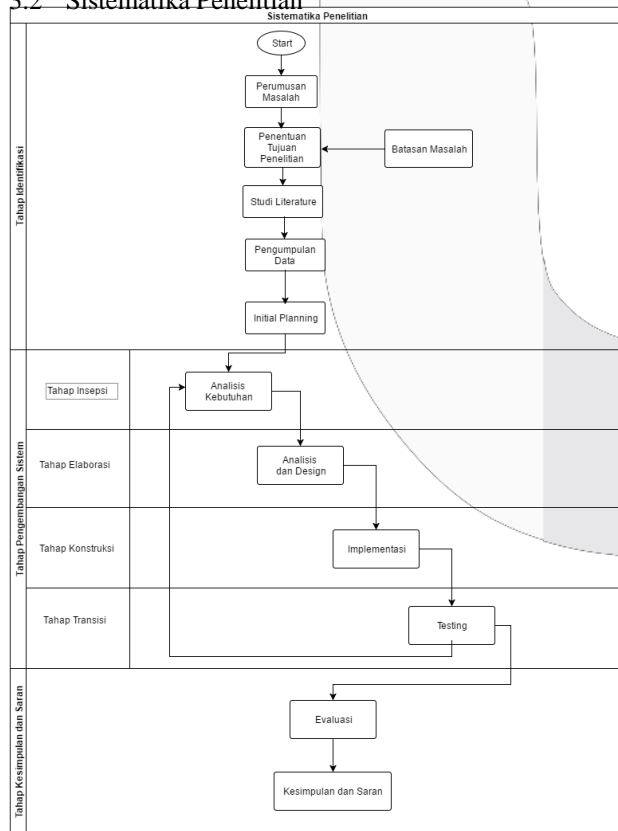 3.2 Sistematika Penelitian
Sistematika Penelitian
Tahap Identifikasi
Start
Perumusan
Masalah
Penentuan
Tujuan
Penelitian
Batasan Masalah
Studi Literature
Pengumpulan
Data
Initial Planning
Tahap Pengembangan Sistem
Tahap Insepsi
Analisis
Kebutuhan
Tahap Elaborasi
Analisis
dan Design
Tahap Konstruksi
Implementasi
Tahap Transisi
Testing
Tahap Kesimpulan dan Saran
Evaluasi
Kesimpulan dan Saran